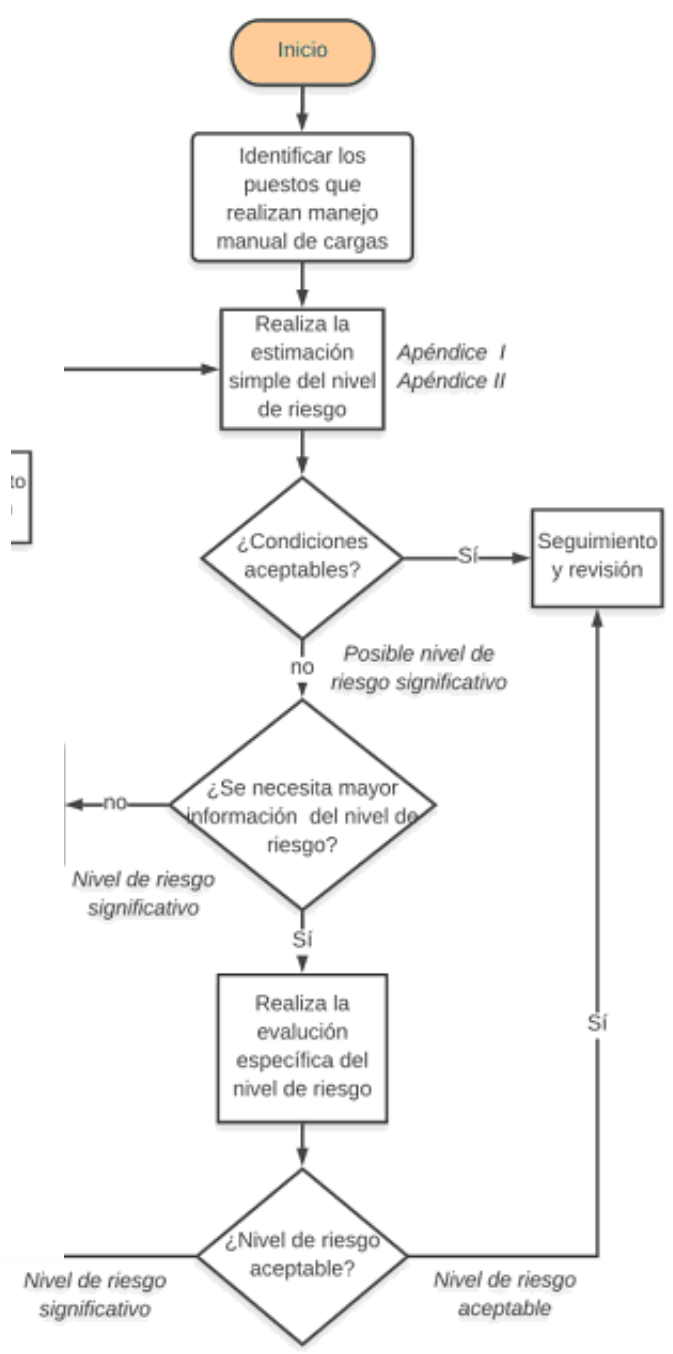 Inicio
Identificar los
puestos que
realizan manejo
manual de cargas
Realiza la
estimación
simple del nivel
de riesgo
Apéndice I
Apéndice II
to
¿Condiciones
aceptables?
Sí
Seguimiento
y revisión
no
Posible nivel de
riesgo significativo
¿Se necesita mayor
información del nivel de
riesgo?
no
Nivel de riesgo
significativo
Sí
Realiza la
evalución
específica del
nivel de riesgo
Sí
¿Nivel de riesgo
aceptable?
Nivel de riesgo
significativo
Nivel de riesgo
aceptable